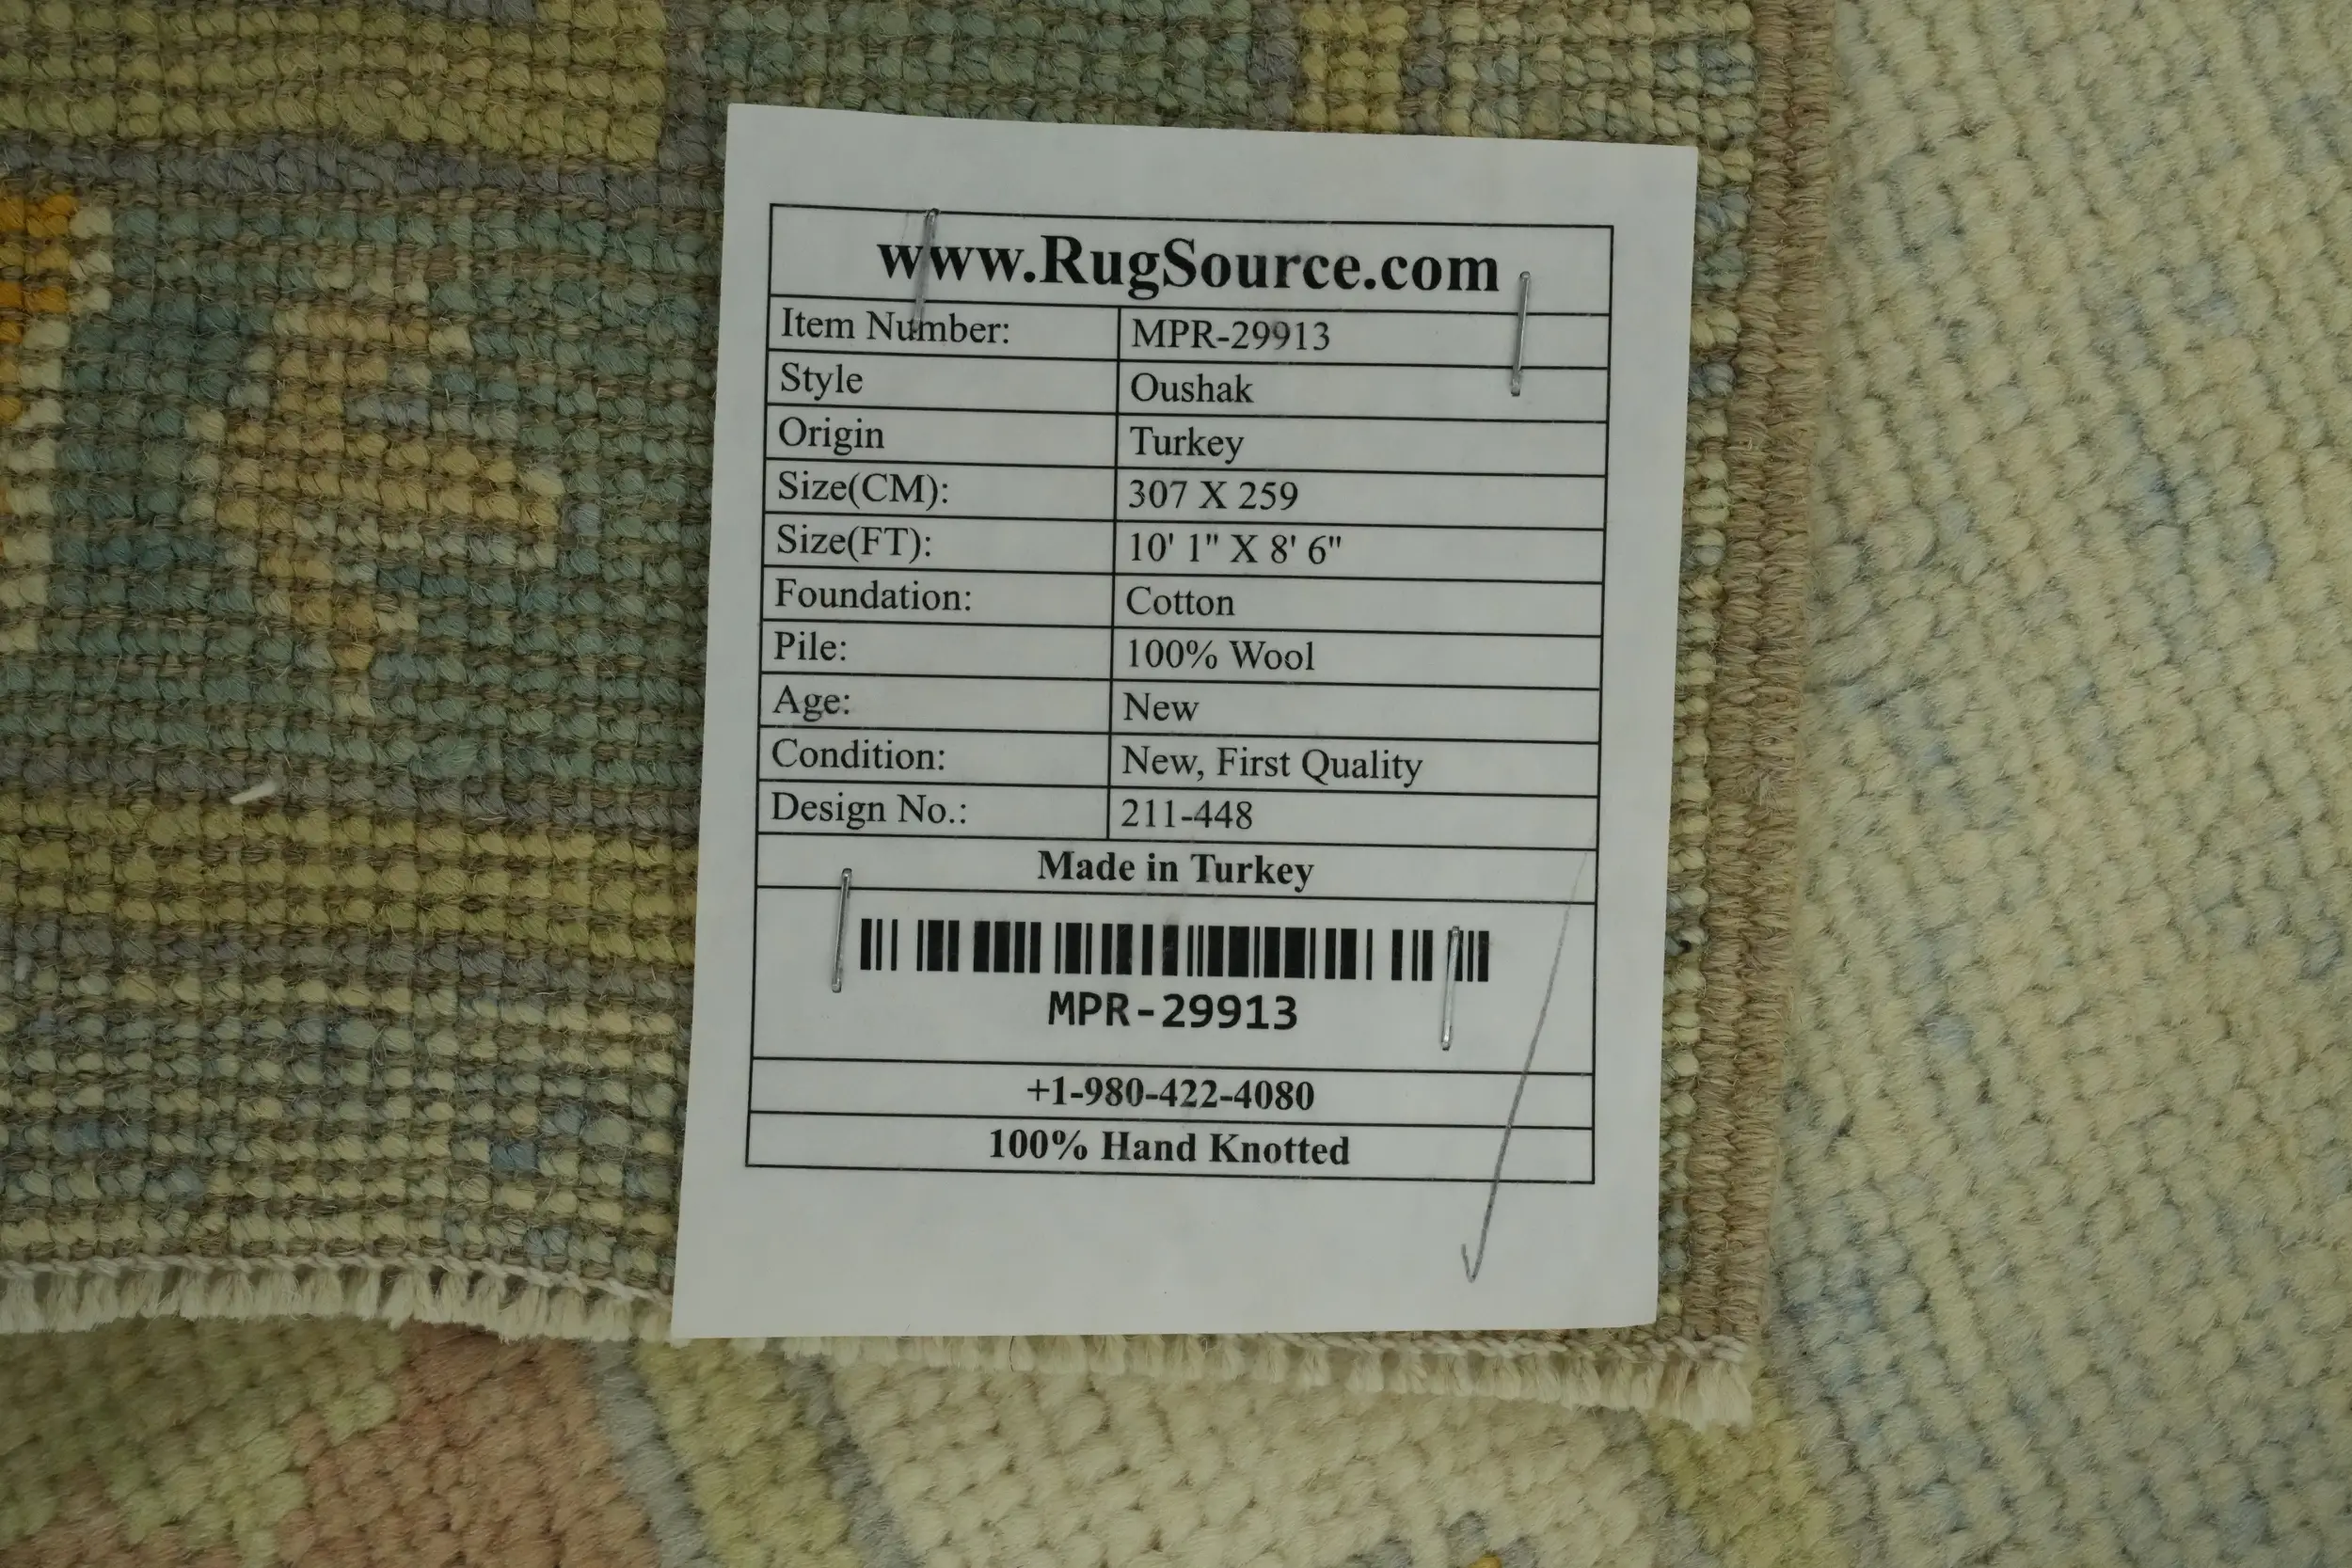 www.RugSource.com
Item Number: MPR-29913
Style Oushak
Origin Turkey
Size(CM): 307 X 259
Size(FT): 10' 1" X 8' 6"
Foundation: Cotton
Pile: 100% Wool
Age: New
Condition: New, First Quality
Design No.: 211-448
Made in Turkey
MPR-29913
+1-980-422-4080
100% Hand Knotted